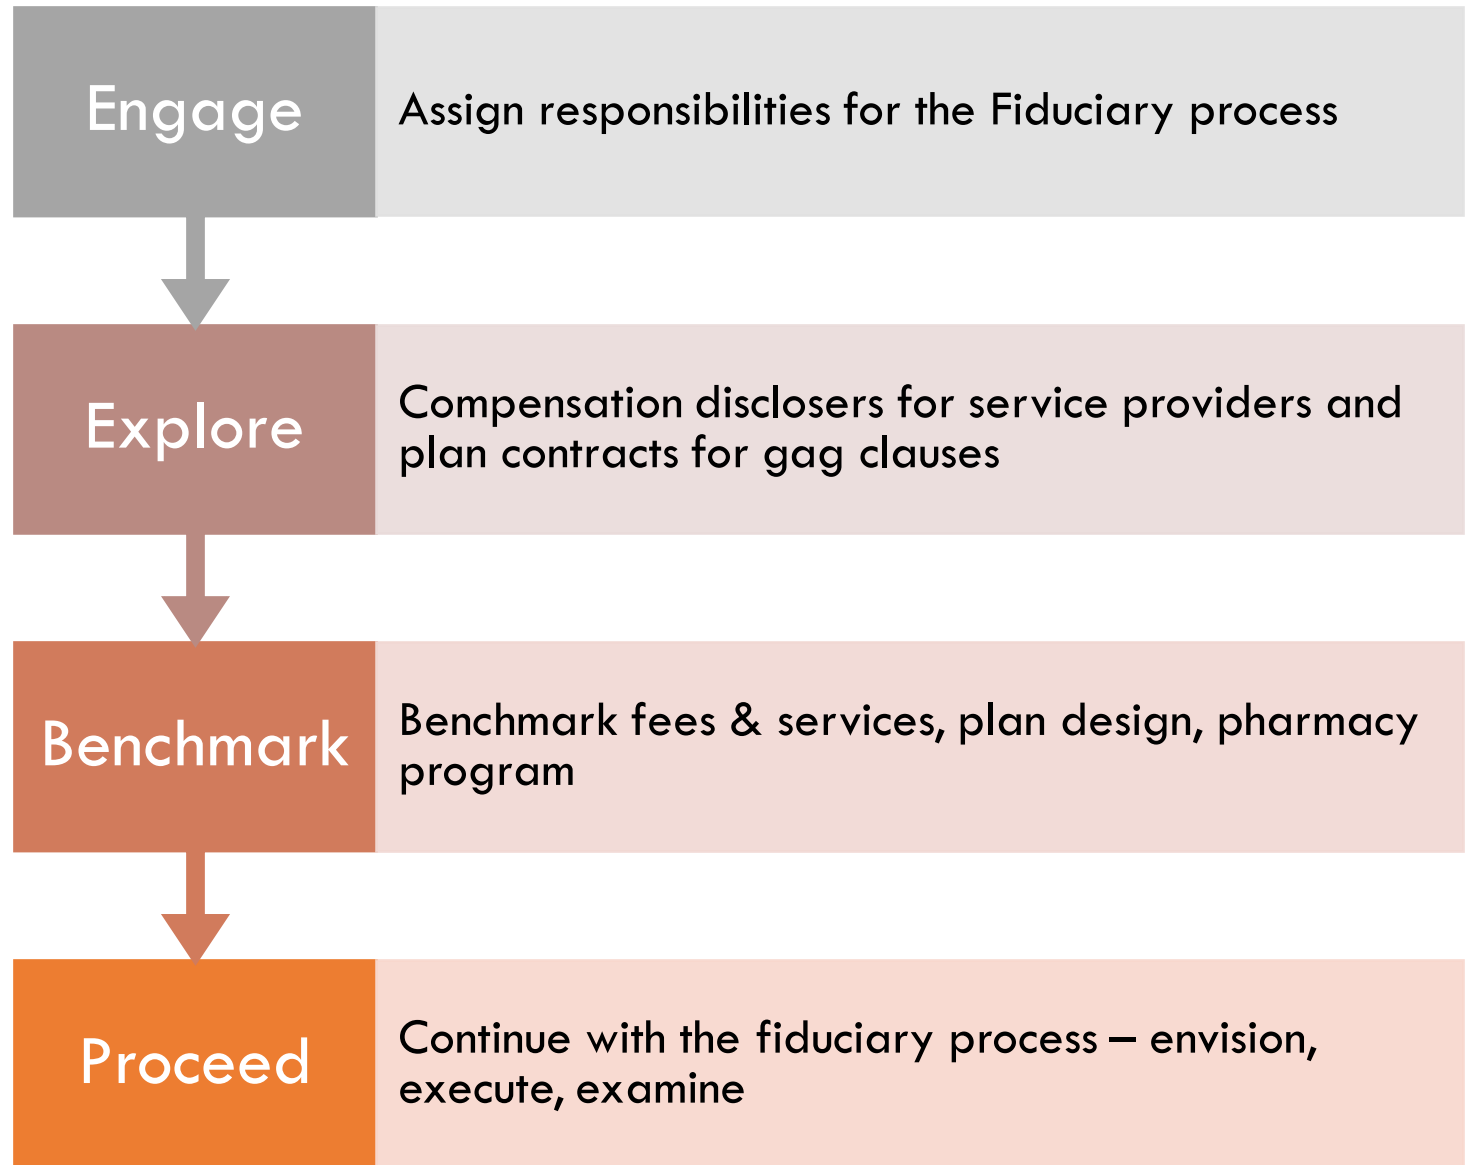 Engage
Assign responsibilities for the Fiduciary process
Explore
Compensation disclosers for service providers and
plan contracts for gag clauses
Benchmark
Benchmark fees & services, plan design, pharmacy
program
Proceed
Continue with the fiduciary process – envision,
execute, examine